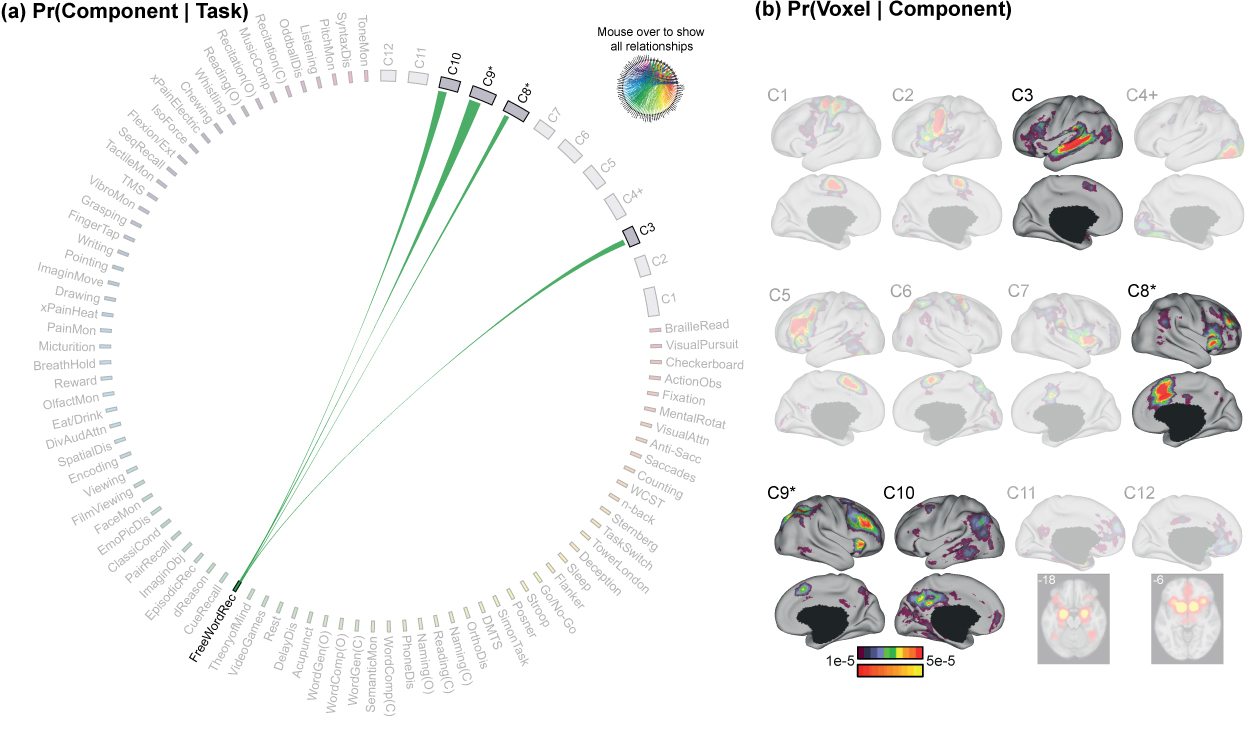 (a) Pr(Component | Task)
(b) Pr(Voxel | Component)
Mouse over to show
all relationships
C12
C11
C10
C9*
C8*
C7
C6
C5
C4+
C3
C2
C1
BrailleRead
VisualPursuit
Checkerboard
ActionObs
Fixation
MentalRotat
VisualAttn
Anti-Sacc
Saccades
Counting
WCST
n-back
Sternberg
TaskSwitch
TowerLondon
Deception
Sleep
Flanker
Go/No-Go
Stroop
Posner
SimonTask
DMTS
OrthoDis
Naming(C)
Reading(C)
Naming(O)
PhoneDis
WordComp(C)
SemanticMon
WordGen(C)
WordComp(O)
WordGen(O)
Acupunct
DelayDis
Rest
VideoGames
TheoryofMind
FreeWordRec
CueRecall
dReason
EpisodicRec
ImaginObj
PairRecall
ClassiCond
EmoPicDis
FaceMon
FilmViewing
Viewing
Encoding
SpatialDis
DivAudAttn
Eat/Drink
OlfactMon
Reward
BreathHold
Micturition
PainMon
xPainHeat
Drawing
ImaginMove
Pointing
Writing
FingerTap
Grasping
VibroMon
TMS
TactileMon
SeqRecall
Flexion/Ext
IsoForce
xPainElectric
Chewing
Whistling
Reading(O)
Recitation(O)
MusicComp
Recitation(C)
OddballDis
Listening
PitchMon
SyntaxDis
ToneMon
C1
C2
C3
C4+
C5
C6
C7
C8*
C9*
C10
C11
C12
-18
-6
1e-5
5e-5